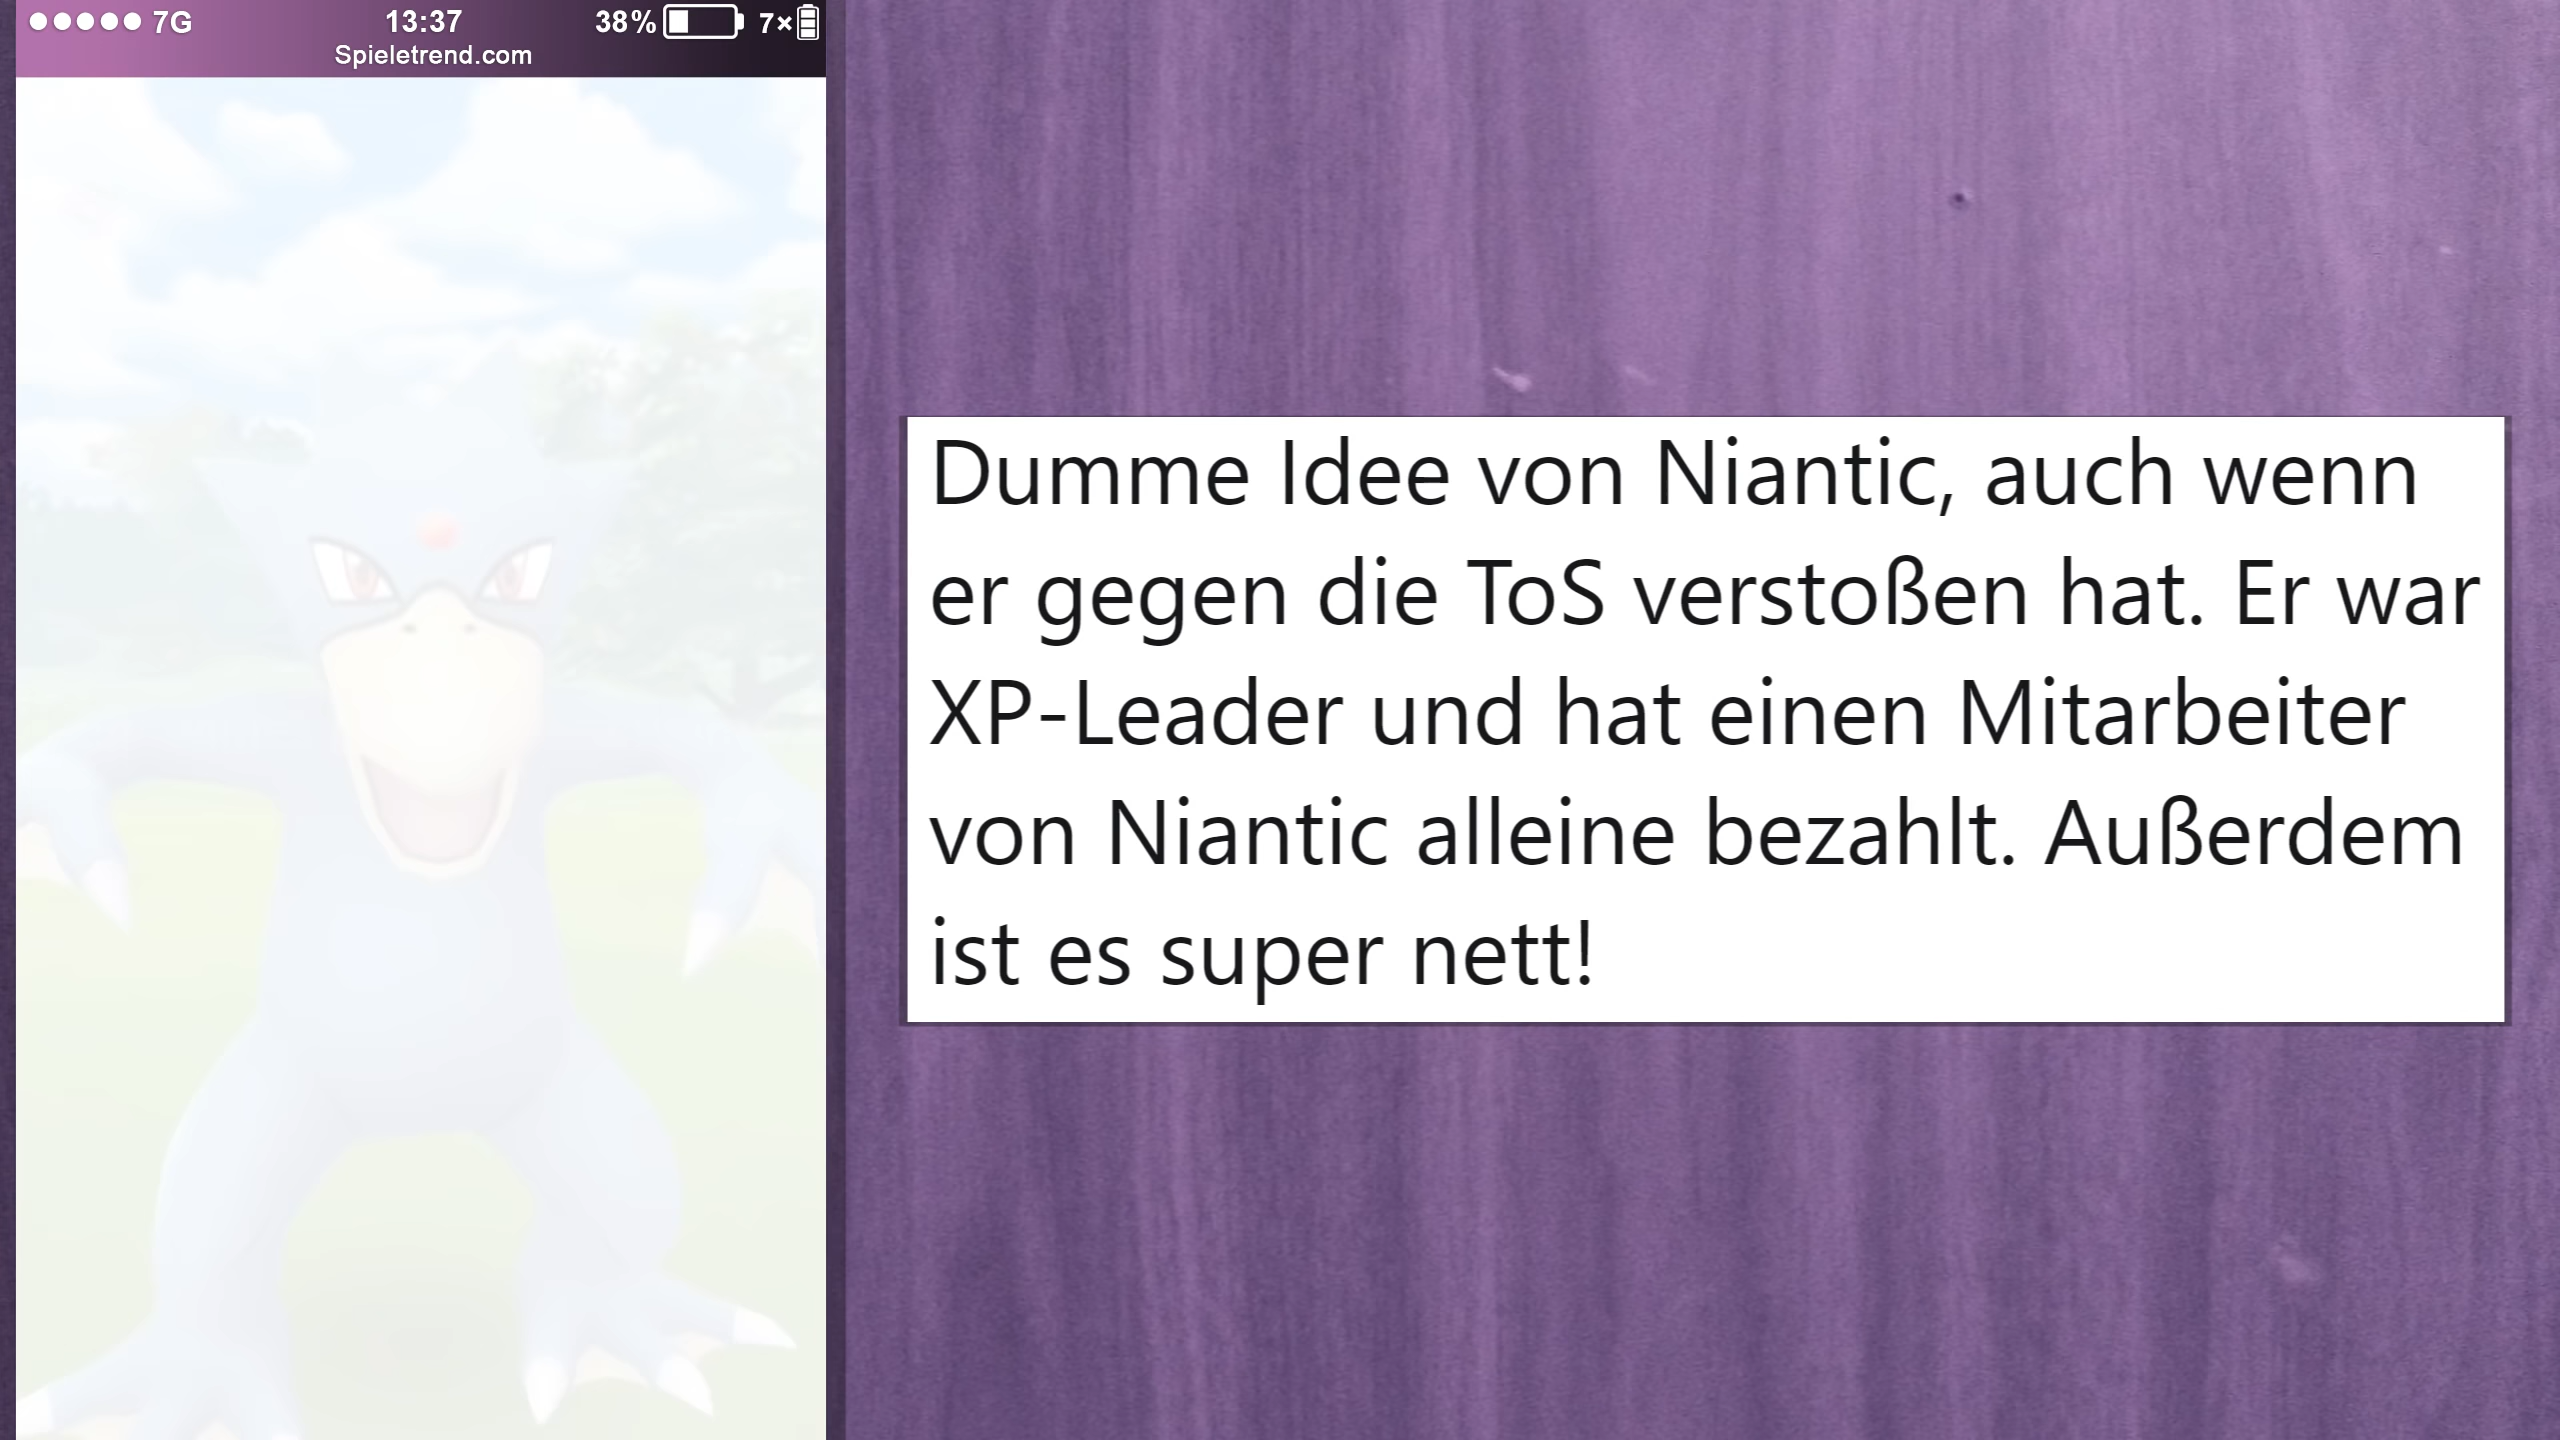 7G 13:37 38% 7×
Spieletrend.com
Dumme Idee von Niantic, auch wenn
er gegen die ToS verstoßen hat. Er war
XP-Leader und hat einen Mitarbeiter
von Niantic alleine bezahlt. Außerdem
ist es super nett!